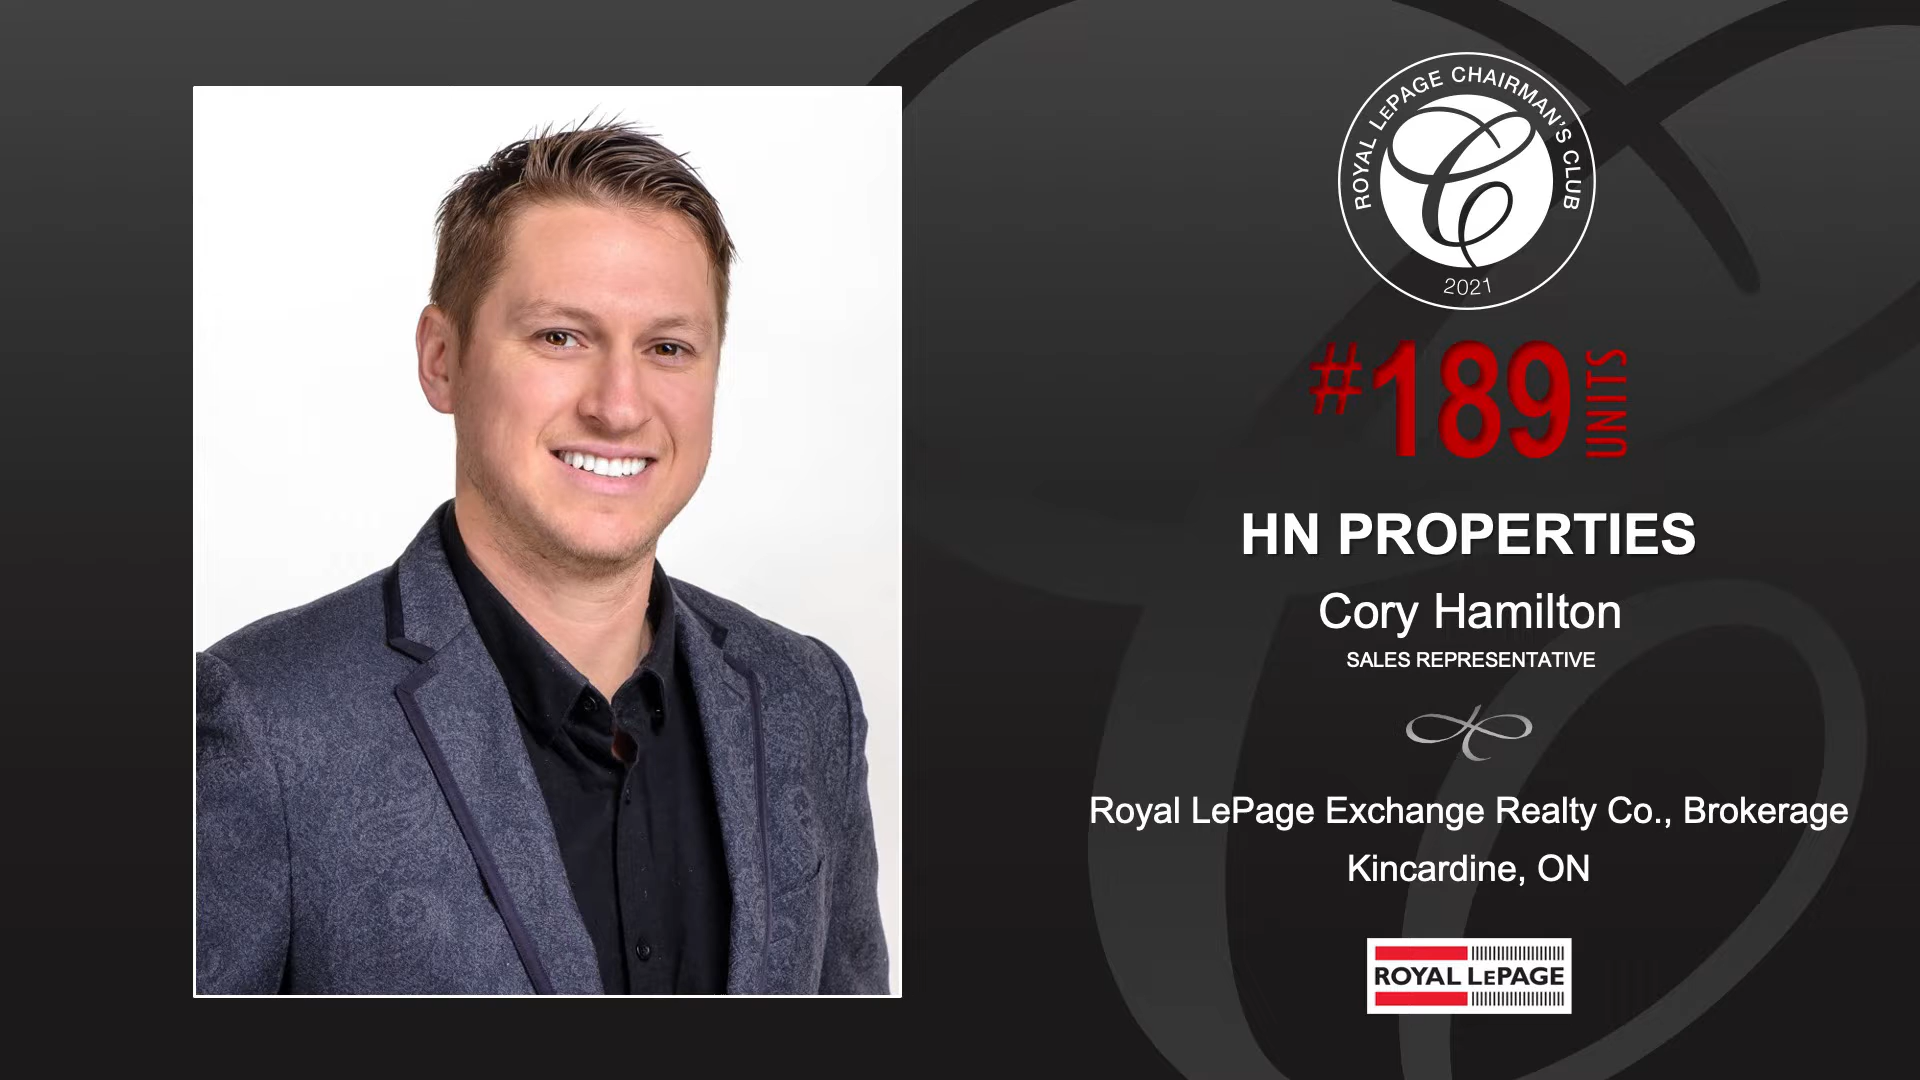 ROYAL LEPAGE CHAIRMAN'S CLUB
2021
#189 UNITS
HN PROPERTIES
Cory Hamilton
SALES REPRESENTATIVE
Royal LePage Exchange Realty Co., Brokerage
Kincardine, ON
ROYAL LEPAGE